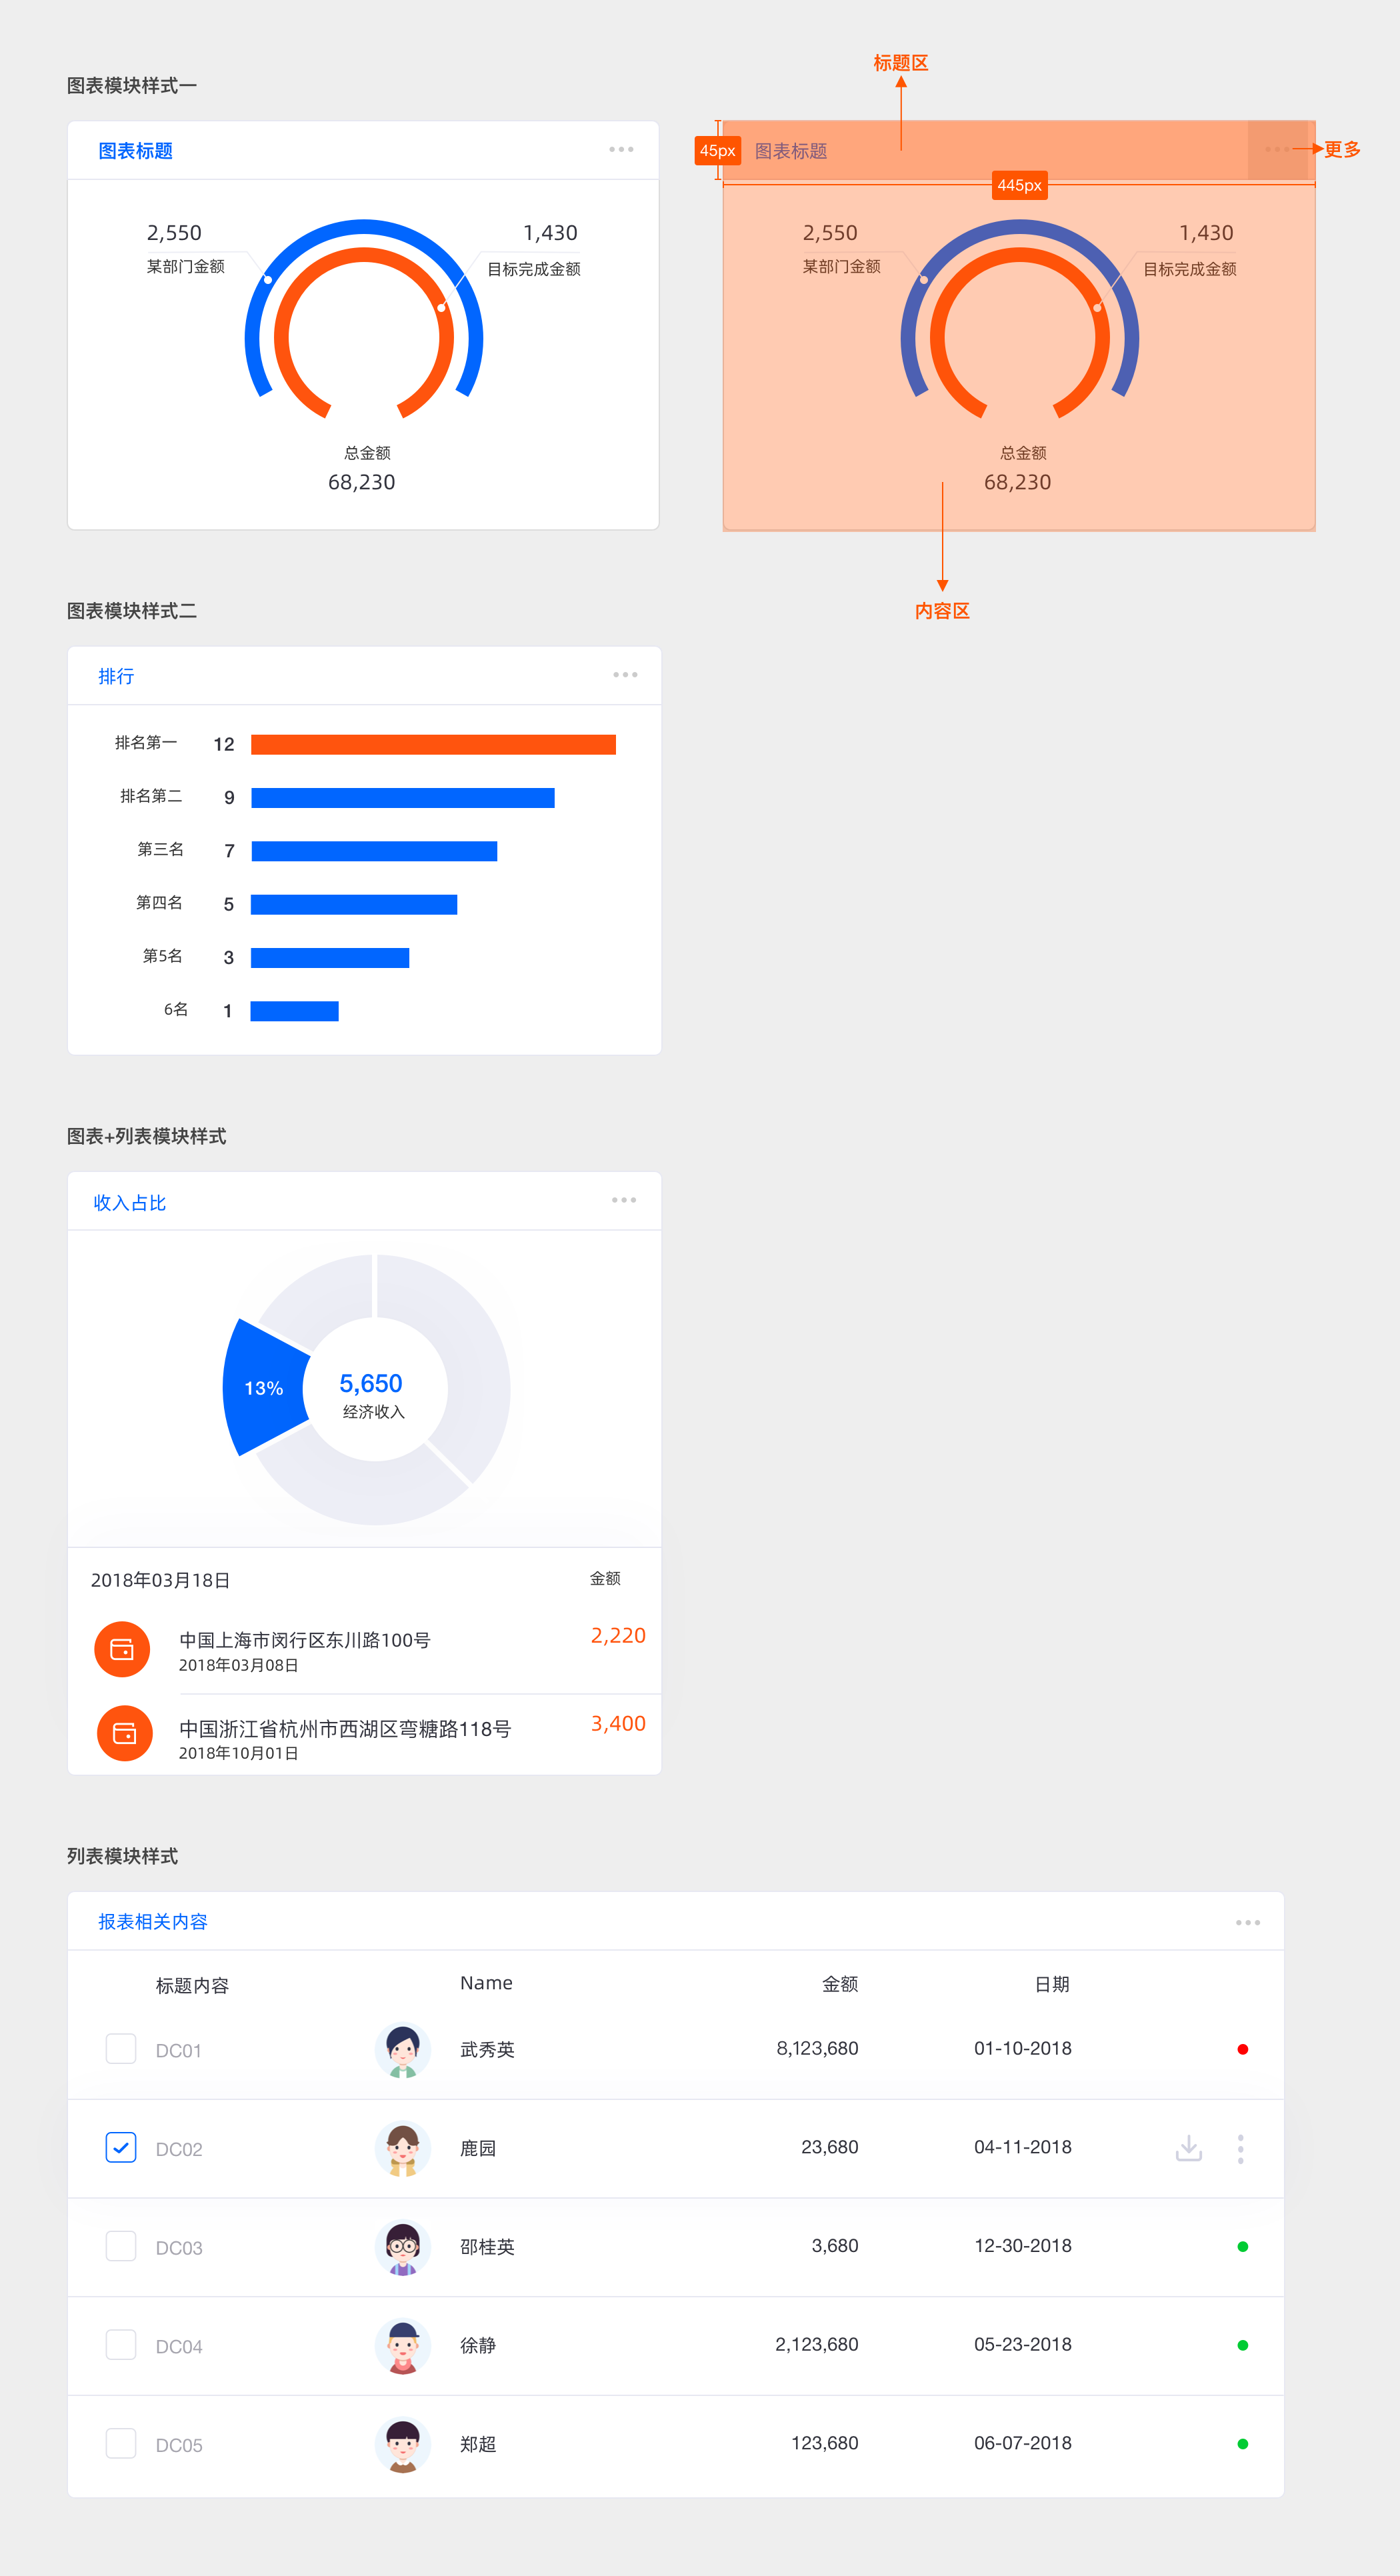 图表模块样式一
图表标题
2,550
某部门金额
1,430
目标完成金额
总金额
68,230
标题区
45px
图表标题
更多
445px
2,550
某部门金额
1,430
目标完成金额
总金额
68,230
内容区
图表模块样式二
排行
排名第一 12
排名第二 9
第三名 7
第四名 5
第5名 3
6名 1
图表+列表模块样式
收入占比
13%
5,650
经济收入
2018年03月18日 金额
中国上海市闵行区东川路100号 2,220
2018年03月08日
中国浙江省杭州市西湖区弯糖路118号 3,400
2018年10月01日
列表模块样式
报表相关内容
标题内容 Name 金额 日期
DC01 武秀英 8,123,680 01-10-2018
DC02 鹿园 23,680 04-11-2018
DC03 邵桂英 3,680 12-30-2018
DC04 徐静 2,123,680 05-23-2018
DC05 郑超 123,680 06-07-2018